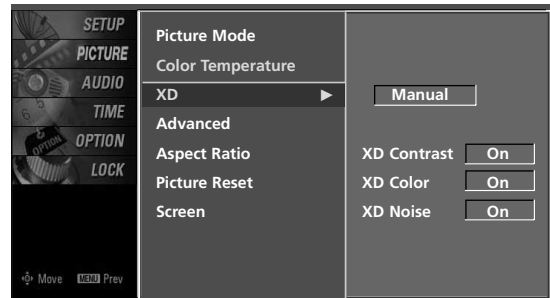 SETUP
PICTURE
AUDIO
TIME
OPTION
LOCK
Move MENU Prev
Picture Mode
Color Temperature
XD
Advanced
Aspect Ratio
Picture Reset
Screen
Manual
XD Contrast On
XD Color On
XD Noise On